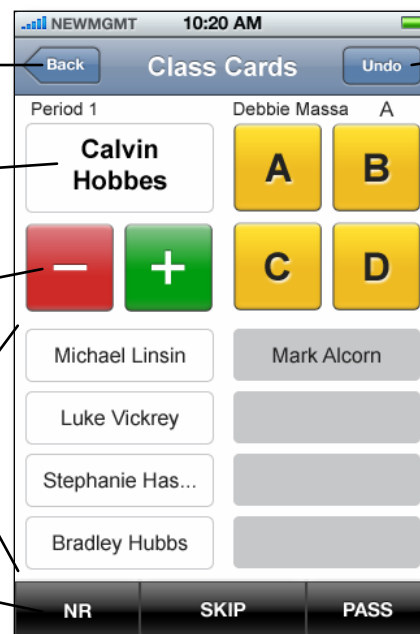 NEWMGMT 10:20 AM
Back Class Cards Undo
Period 1 Debbie Massa A
Calvin
Hobbes
A B
− +
C D
Michael Linsin Mark Alcorn
Luke Vickrey
Stephanie Has...
Bradley Hubbs
NR SKIP PASS